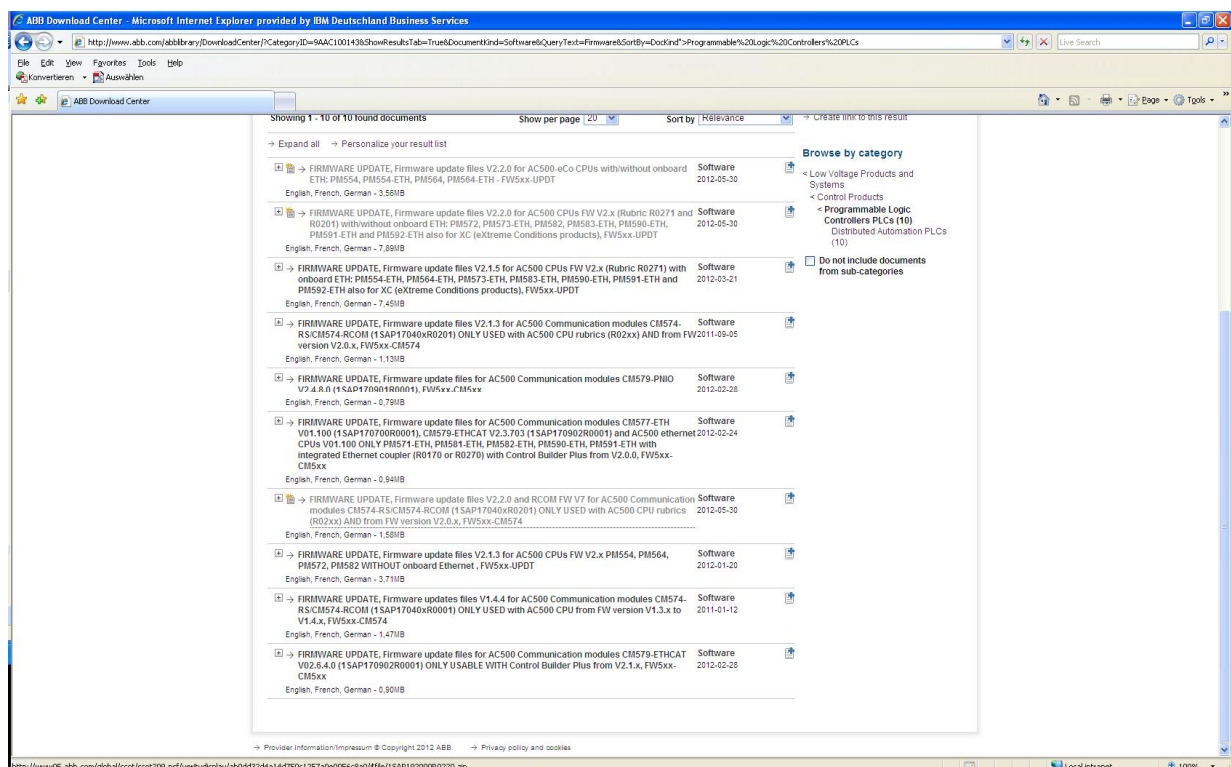 ABB Download Center - Microsoft Internet Explorer provided by IBM Deutschland Business Services
http://www.abb.com/abblibrary/DownloadCenter/?CategoryID=9AAC100143&ShowResultsTab=True&DocumentKind=Software&QueryText=Firmware&SortBy=DocKind">Programmable%20Logic%20Controllers%20PLCs
Live Search
File Edit View Favorites Tools Help
Konvertieren Auswählen
ABB Download Center
Page Tools
Showing 1 - 10 of 10 found documents Show per page 20 Sort by Relevance
→ Create link to this result
→ Expand all → Personalize your result list
→ FIRMWARE UPDATE, Firmware update files V2.2.0 for AC500-eCo CPUs with/without onboard Software
ETH: PM554, PM554-ETH, PM564, PM564-ETH - FW5xx-UPDT 2012-05-30
English, French, German - 3,56MB
→ FIRMWARE UPDATE, Firmware update files V2.2.0 for AC500 CPUs FW V2.x (Rubric R0271 and Software
R0201) with/without onboard ETH: PM572, PM573-ETH, PM582, PM583-ETH, PM590-ETH, 2012-05-30
PM591-ETH and PM592-ETH also for XC (eXtreme Conditions products), FW5xx-UPDT
English, French, German - 7,89MB
→ FIRMWARE UPDATE, Firmware update files V2.1.5 for AC500 CPUs FW V2.x (Rubric R0271) with Software
onboard ETH: PM554-ETH, PM564-ETH, PM573-ETH, PM583-ETH, PM590-ETH, PM591-ETH and 2012-03-21
PM592-ETH also for XC (eXtreme Conditions products), FW5xx-UPDT
English, French, German - 7,45MB
→ FIRMWARE UPDATE, Firmware update files V2.1.3 for AC500 Communication modules CM574- Software
RS/CM574-RCOM (1SAP17040xR0201) ONLY USED with AC500 CPU rubrics (R02xx) AND from FW 2011-09-05
version V2.0.x, FW5xx-CM574
English, French, German - 1,13MB
→ FIRMWARE UPDATE, Firmware update files for AC500 Communication modules CM579-PNIO Software
V2.4.8.0 (1SAP170901R0001), FW5xx-CM5xx 2012-02-28
English, French, German - 0,79MB
→ FIRMWARE UPDATE, Firmware update files for AC500 Communication modules CM577-ETH Software
V01.100 (1SAP170700R0001), CM579-ETHCAT V2.3.703 (1SAP170902R0001) and AC500 ethernet 2012-02-24
CPUs V01.100 ONLY PM571-ETH, PM581-ETH, PM582-ETH, PM590-ETH, PM591-ETH with
integrated Ethernet coupler (R0170 or R0270) with Control Builder Plus from V2.0.0, FW5xx-
CM5xx
English, French, German - 0,94MB
→ FIRMWARE UPDATE, Firmware update files V2.2.0 and RCOM FW V7 for AC500 Communication Software
modules CM574-RS/CM574-RCOM (1SAP17040xR0201) ONLY USED with AC500 CPU rubrics 2012-05-30
(R02xx) AND from FW version V2.0.x, FW5xx-CM574
English, French, German - 1,58MB
→ FIRMWARE UPDATE, Firmware update files V2.1.3 for AC500 CPUs FW V2.x PM554, PM564, Software
PM572, PM582 WITHOUT onboard Ethernet , FW5xx-UPDT 2012-01-20
English, French, German - 3,71MB
→ FIRMWARE UPDATE, Firmware updates files V1.4.4 for AC500 Communication modules CM574- Software
RS/CM574-RCOM (1SAP17040xR0001) ONLY USED with AC500 CPU from FW version V1.3.x to 2011-01-12
V1.4.x, FW5xx-CM574
English, French, German - 1,47MB
→ FIRMWARE UPDATE, Firmware update files for AC500 Communication modules CM579-ETHCAT Software
V02.6.4.0 (1SAP170902R0001) ONLY USABLE WITH Control Builder Plus from V2.1.x, FW5xx- 2012-02-28
CM5xx
English, French, German - 0,90MB
Browse by category
< Low Voltage Products and
Systems
< Control Products
< Programmable Logic
Controllers PLCs (10)
Distributed Automation PLCs
(10)
Do not include documents
from sub-categories
→ Provider information/Impressum © Copyright 2012 ABB. → Privacy policy and cookies
Local intranet 100%